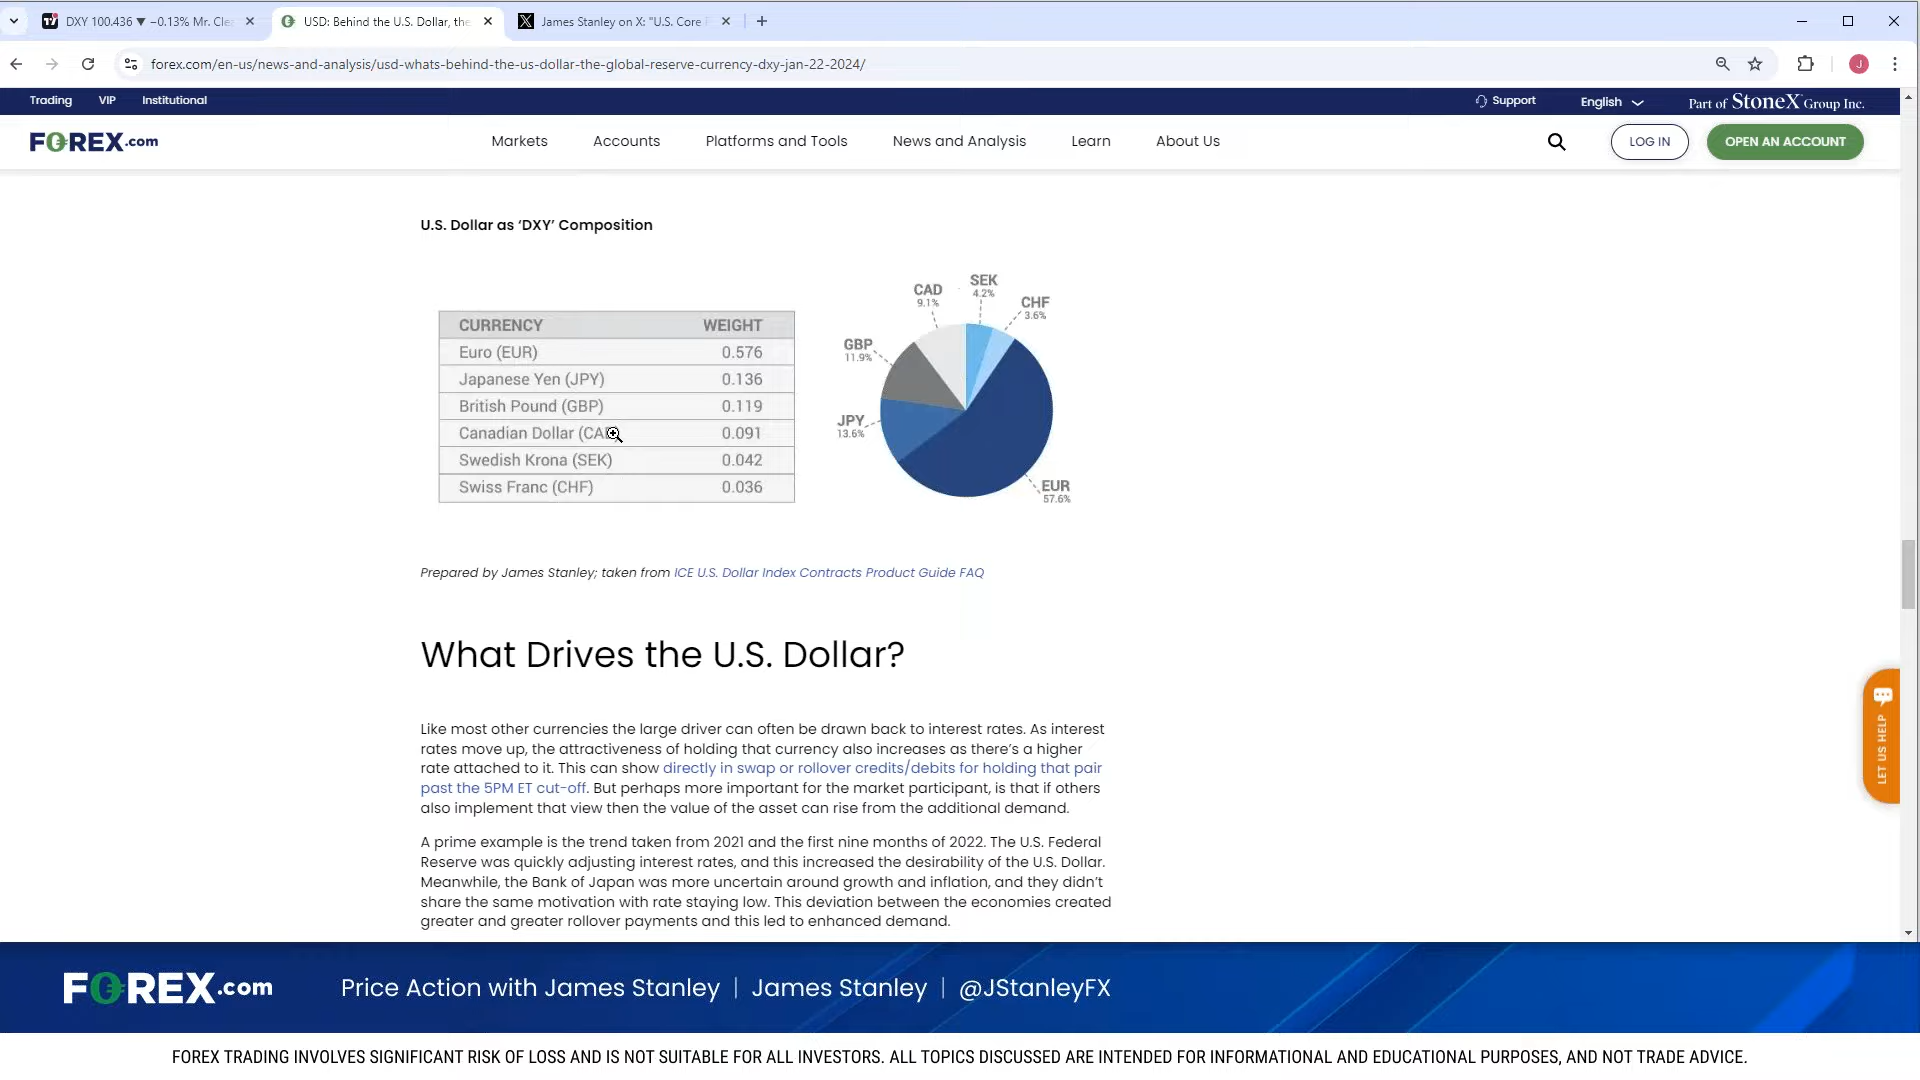 DXY 100.436 ▼ −0.13% Mr. Cle
USD: Behind the U.S. Dollar, the
James Stanley on X: "U.S. Core
forex.com/en-us/news-and-analysis/usd-whats-behind-the-us-dollar-the-global-reserve-currency-dxy-jan-22-2024/
J
Trading VIP Institutional
Support English Part of StoneX Group Inc.
FOREX.com
Markets Accounts Platforms and Tools News and Analysis Learn About Us
LOG IN OPEN AN ACCOUNT
U.S. Dollar as ‘DXY’ Composition
CURRENCY WEIGHT
Euro (EUR) 0.576
Japanese Yen (JPY) 0.136
British Pound (GBP) 0.119
Canadian Dollar (CA 0.091
Swedish Krona (SEK) 0.042
Swiss Franc (CHF) 0.036
SEK
4.2%
CAD
9.1%
CHF
3.6%
GBP
11.9%
JPY
13.6%
EUR
57.6%
Prepared by James Stanley; taken from ICE U.S. Dollar Index Contracts Product Guide FAQ
What Drives the U.S. Dollar?
Like most other currencies the large driver can often be drawn back to interest rates. As interest
rates move up, the attractiveness of holding that currency also increases as there’s a higher
rate attached to it. This can show directly in swap or rollover credits/debits for holding that pair
past the 5PM ET cut-off. But perhaps more important for the market participant, is that if others
also implement that view then the value of the asset can rise from the additional demand.
A prime example is the trend taken from 2021 and the first nine months of 2022. The U.S. Federal
Reserve was quickly adjusting interest rates, and this increased the desirability of the U.S. Dollar.
Meanwhile, the Bank of Japan was more uncertain around growth and inflation, and they didn’t
share the same motivation with rate staying low. This deviation between the economies created
greater and greater rollover payments and this led to enhanced demand.
LET US HELP
FOREX.com Price Action with James Stanley | James Stanley | @JStanleyFX
FOREX TRADING INVOLVES SIGNIFICANT RISK OF LOSS AND IS NOT SUITABLE FOR ALL INVESTORS. ALL TOPICS DISCUSSED ARE INTENDED FOR INFORMATIONAL AND EDUCATIONAL PURPOSES, AND NOT TRADE ADVICE.